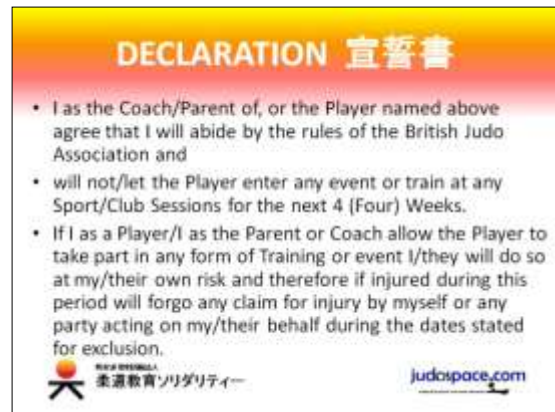 DECLARATION 宣誓書
• I as the Coach/Parent of, or the Player named above
agree that I will abide by the rules of the British Judo
Association and
• will not/let the Player enter any event or train at any
Sport/Club Sessions for the next 4 (Four) Weeks.
• If I as a Player/I as the Parent or Coach allow the Player to
take part in any form of Training or event I/they will do so
at my/their own risk and therefore if injured during this
period will forgo any claim for injury by myself or any
party acting on my/their behalf during the dates stated
for exclusion.
柔道教育ソリダリティー
judospace.com